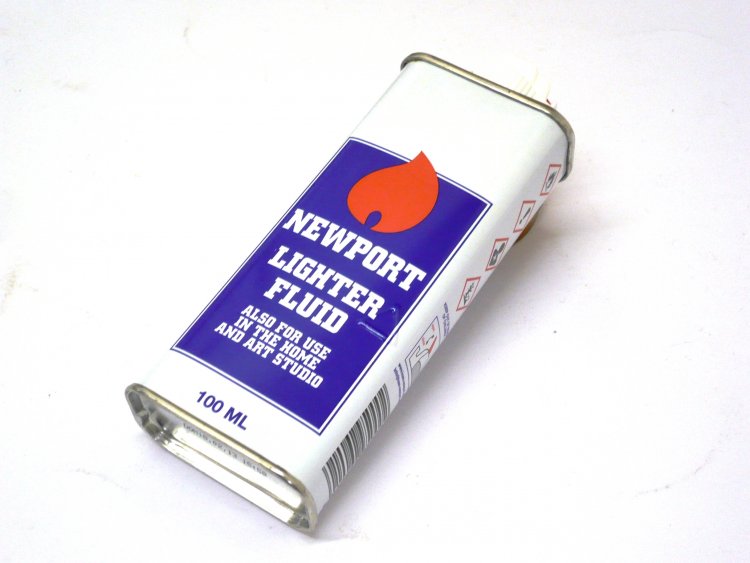 NEWPORT
LIGHTER
FLUID
ALSO FOR USE
IN THE HOME
AND ART STUDIO
100 ML